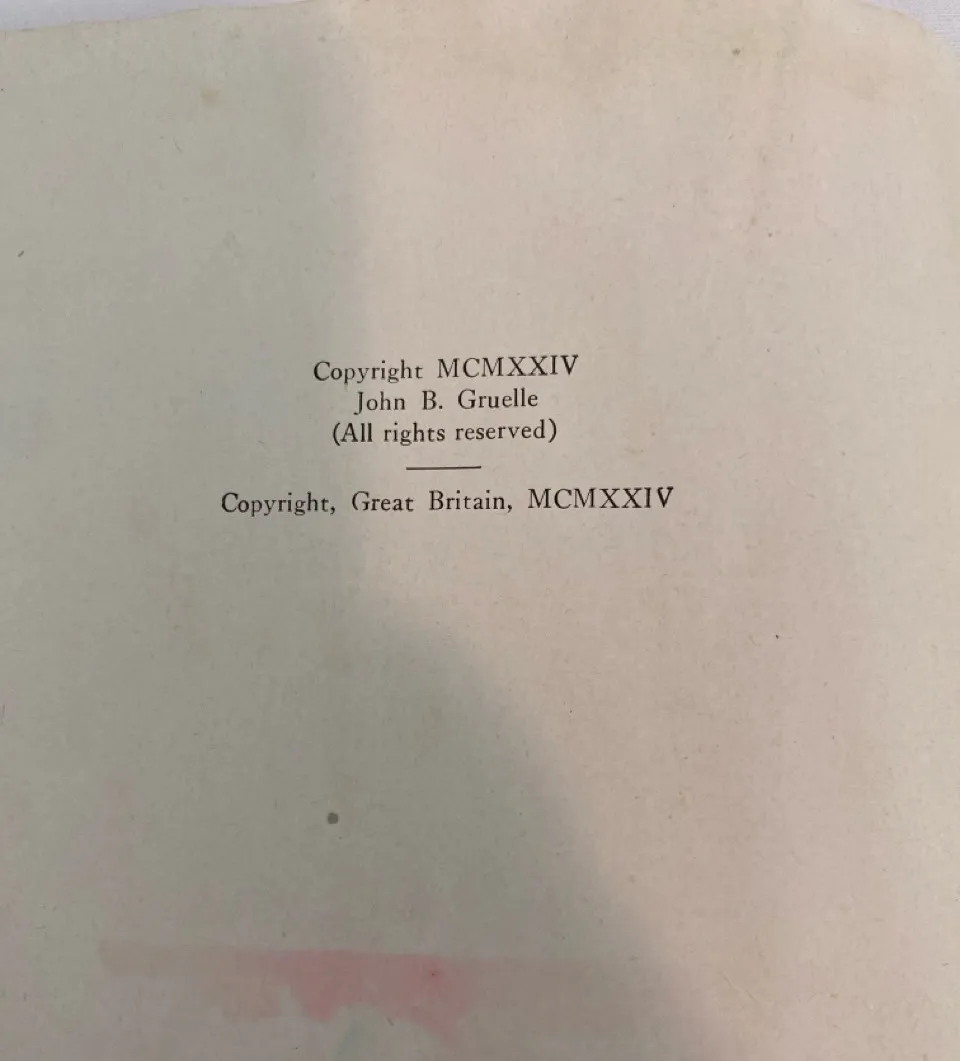 Copyright MCMXXIV
John B. Gruelle
(All rights reserved)
Copyright, Great Britain, MCMXXIV